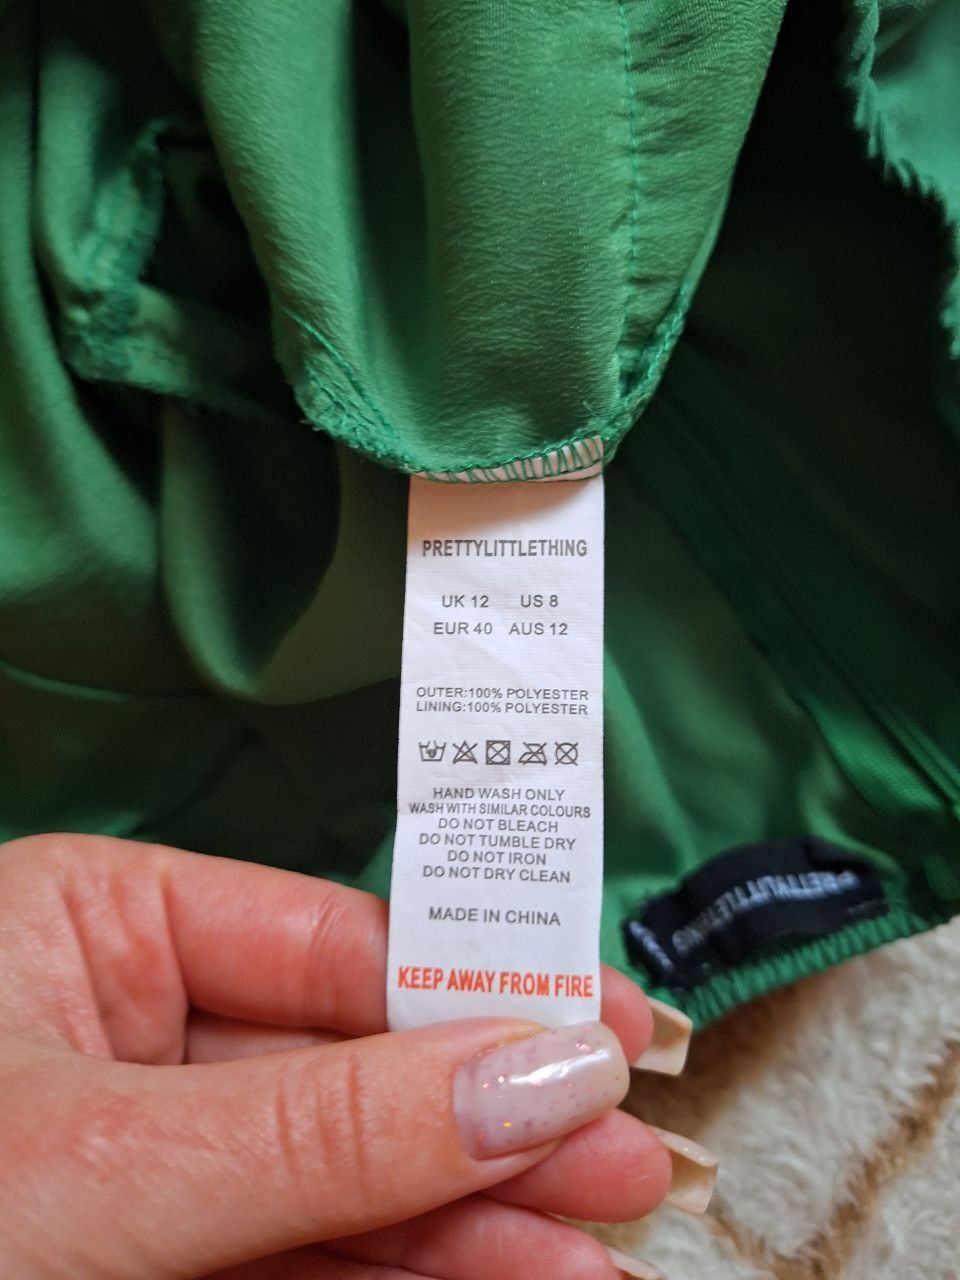 PRETTYLITTLETHING
UK 12 US 8
EUR 40 AUS 12
OUTER:100% POLYESTER
LINING:100% POLYESTER
HAND WASH ONLY
WASH WITH SIMILAR COLOURS
DO NOT BLEACH
DO NOT TUMBLE DRY
DO NOT IRON
DO NOT DRY CLEAN
MADE IN CHINA
KEEP AWAY FROM FIRE
PRETTYLITTLETHING